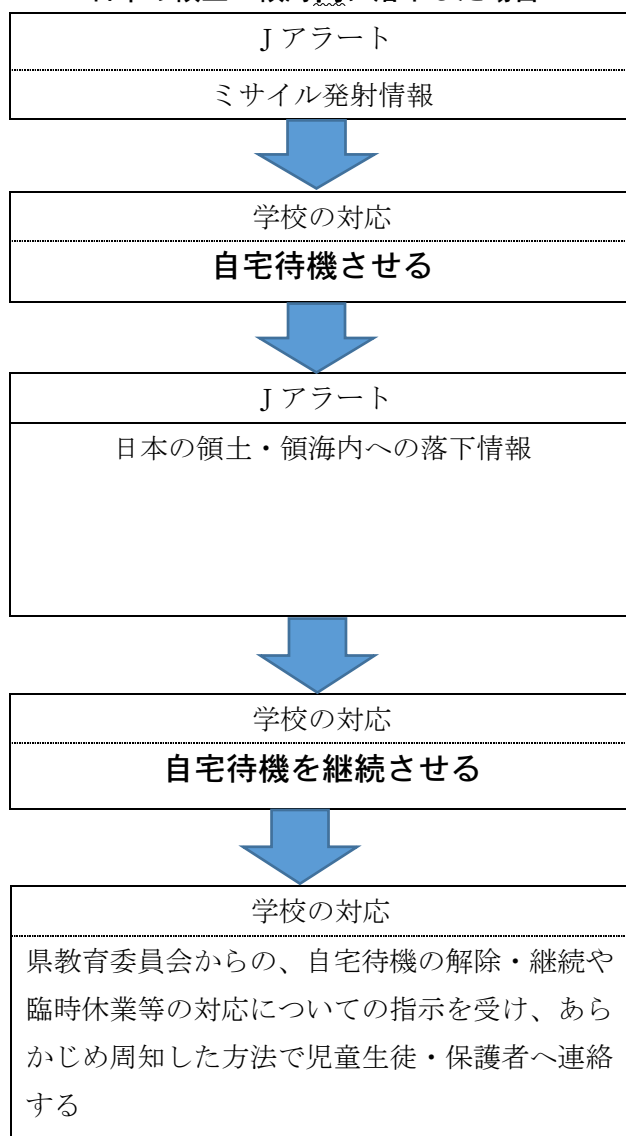 Jアラート
ミサイル発射情報
学校の対応
自宅待機させる
Jアラート
日本の領土・領海内への落下情報
学校の対応
自宅待機を継続させる
学校の対応
県教育委員会からの、自宅待機の解除・継続や
臨時休業等の対応についての指示を受け、あら
かじめ周知した方法で児童生徒・保護者へ連絡
する